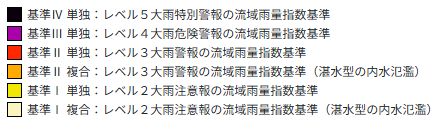 基準Ⅳ 単独：レベル５大雨特別警報の流域雨量指数基準
基準Ⅲ 単独：レベル４大雨危険警報の流域雨量指数基準
基準Ⅱ 単独：レベル３大雨警報の流域雨量指数基準
基準Ⅱ 複合：レベル３大雨警報の流域雨量指数基準（湛水型の内水氾濫）
基準Ⅰ 単独：レベル２大雨注意報の流域雨量指数基準
基準Ⅰ 複合：レベル２大雨注意報の流域雨量指数基準（湛水型の内水氾濫）